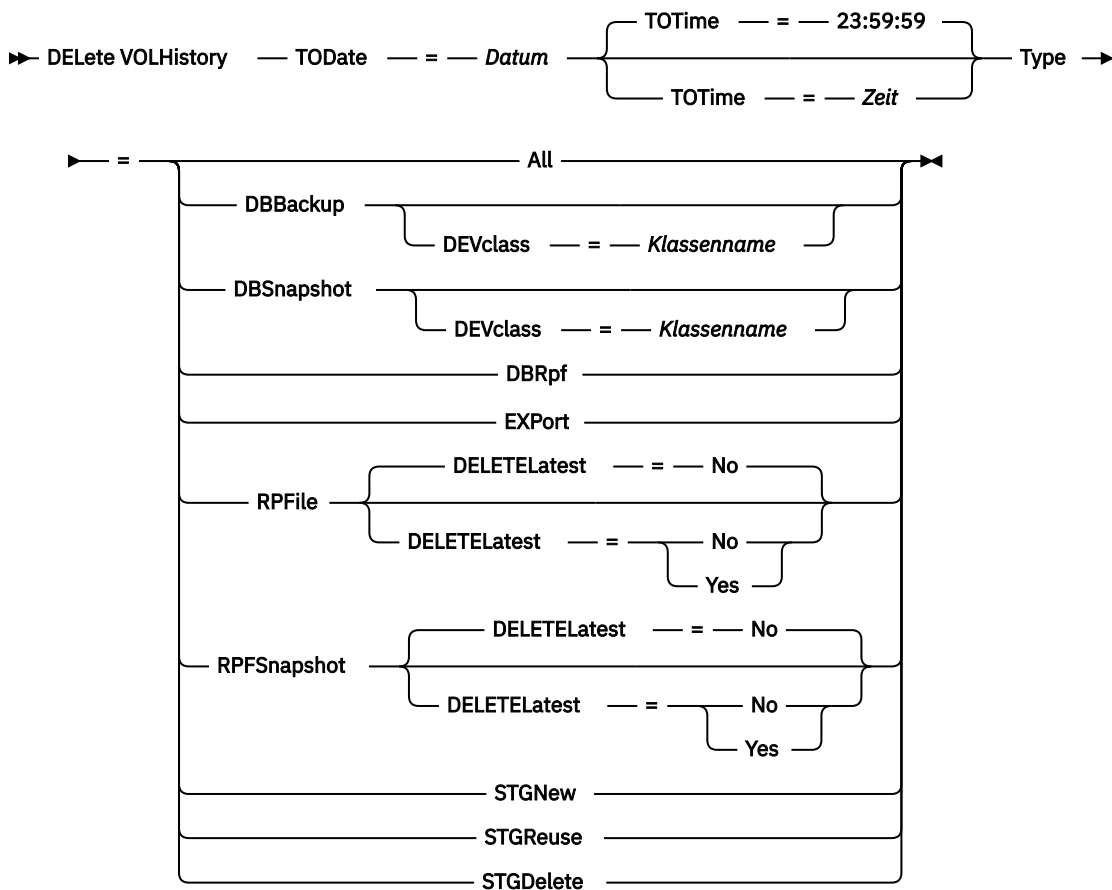 TOTime = 23:59:59
DELete VOLHistory TODate = Datum Type
TOTime = Zeit
= All
DBBackup
DEVclass = Klassenname
DBSnapshot
DEVclass = Klassenname
DBRpf
EXPort
DELETELatest = No
RPFile
DELETELatest = No
Yes
DELETELatest = No
RPFSnapshot
DELETELatest = No
Yes
STGNew
STGReuse
STGDelete